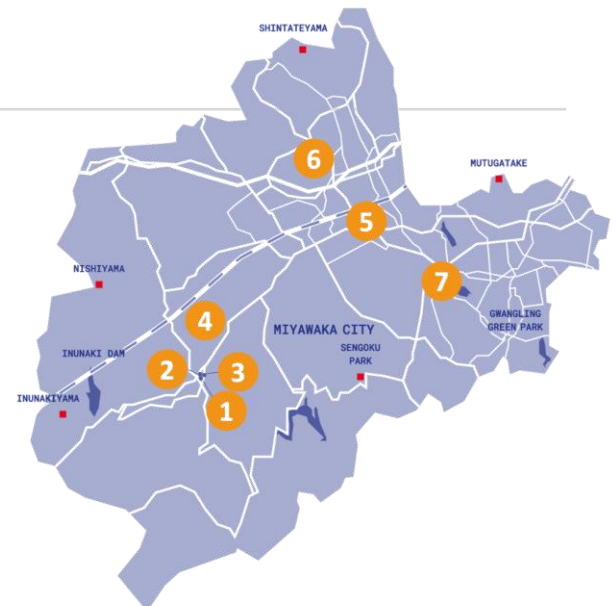 SHINTATEYAMA
6
MUTUGATAKE
5
NISHIYAMA
7
4
MIYAWAKA CITY
GWANGLING
GREEN PARK
SENGOKU
PARK
INUNAKI DAM
2
3
INUNAKIYAMA
1